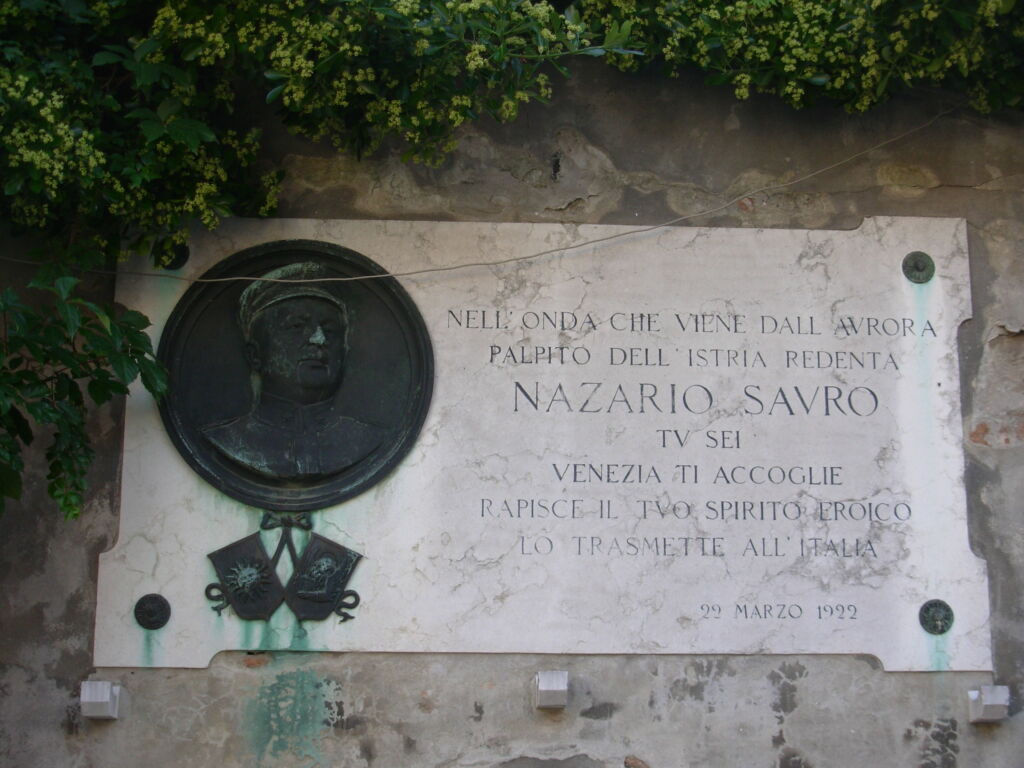 NELL' ONDA CHE VIENE DALL' AVRORA
PALPITO DELL' ISTRIA REDENTA
NAZARIO SAVRO
TV SEI
VENEZIA TI ACCOGLIE
RAPISCE IL TVO SPIRITO EROICO
LO TRASMETTE ALL' ITALIA
22 MARZO 1922